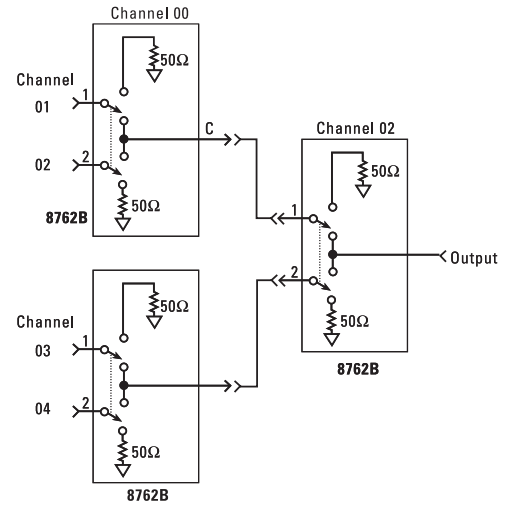 Channel 00
50Ω
Channel
01
1
C
02
2
50Ω
8762B
Channel 02
50Ω
1
2
Output
50Ω
8762B
50Ω
Channel
03
1
04
2
50Ω
8762B